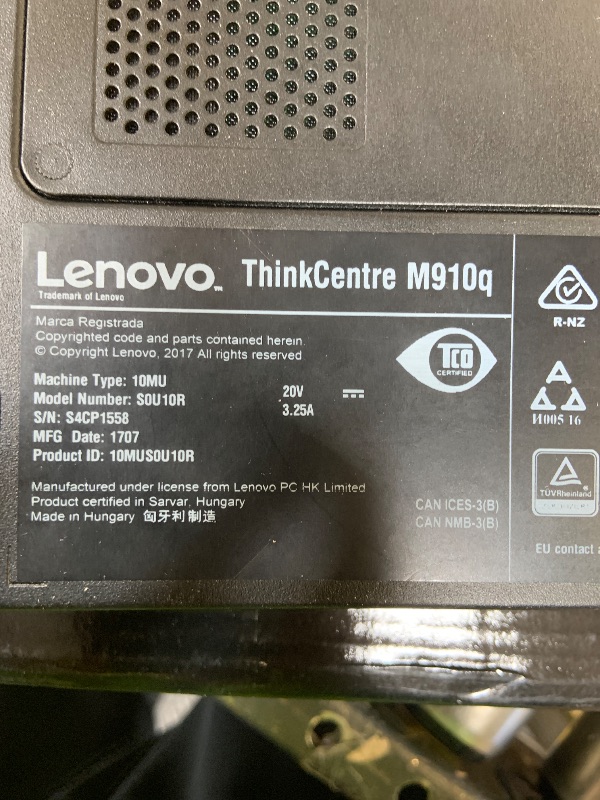 Lenovo™ ThinkCentre M910q
Trademark of Lenovo
Marca Registrada
Copyrighted code and parts contained herein.
© Copyright Lenovo, 2017 All rights reserved
TCO
CERTIFIED
R-NZ
Machine Type: 10MU
Model Number: S0U10R
S/N: S4CP1558
MFG Date: 1707
Product ID: 10MUS0U10R
20V
3.25A
И005 16
Manufactured under license from Lenovo PC HK Limited
Product certified in Sarvar, Hungary
Made in Hungary 匈牙利制造
CAN ICES-3(B)
CAN NMB-3(B)
TÜVRheinland
EU contact